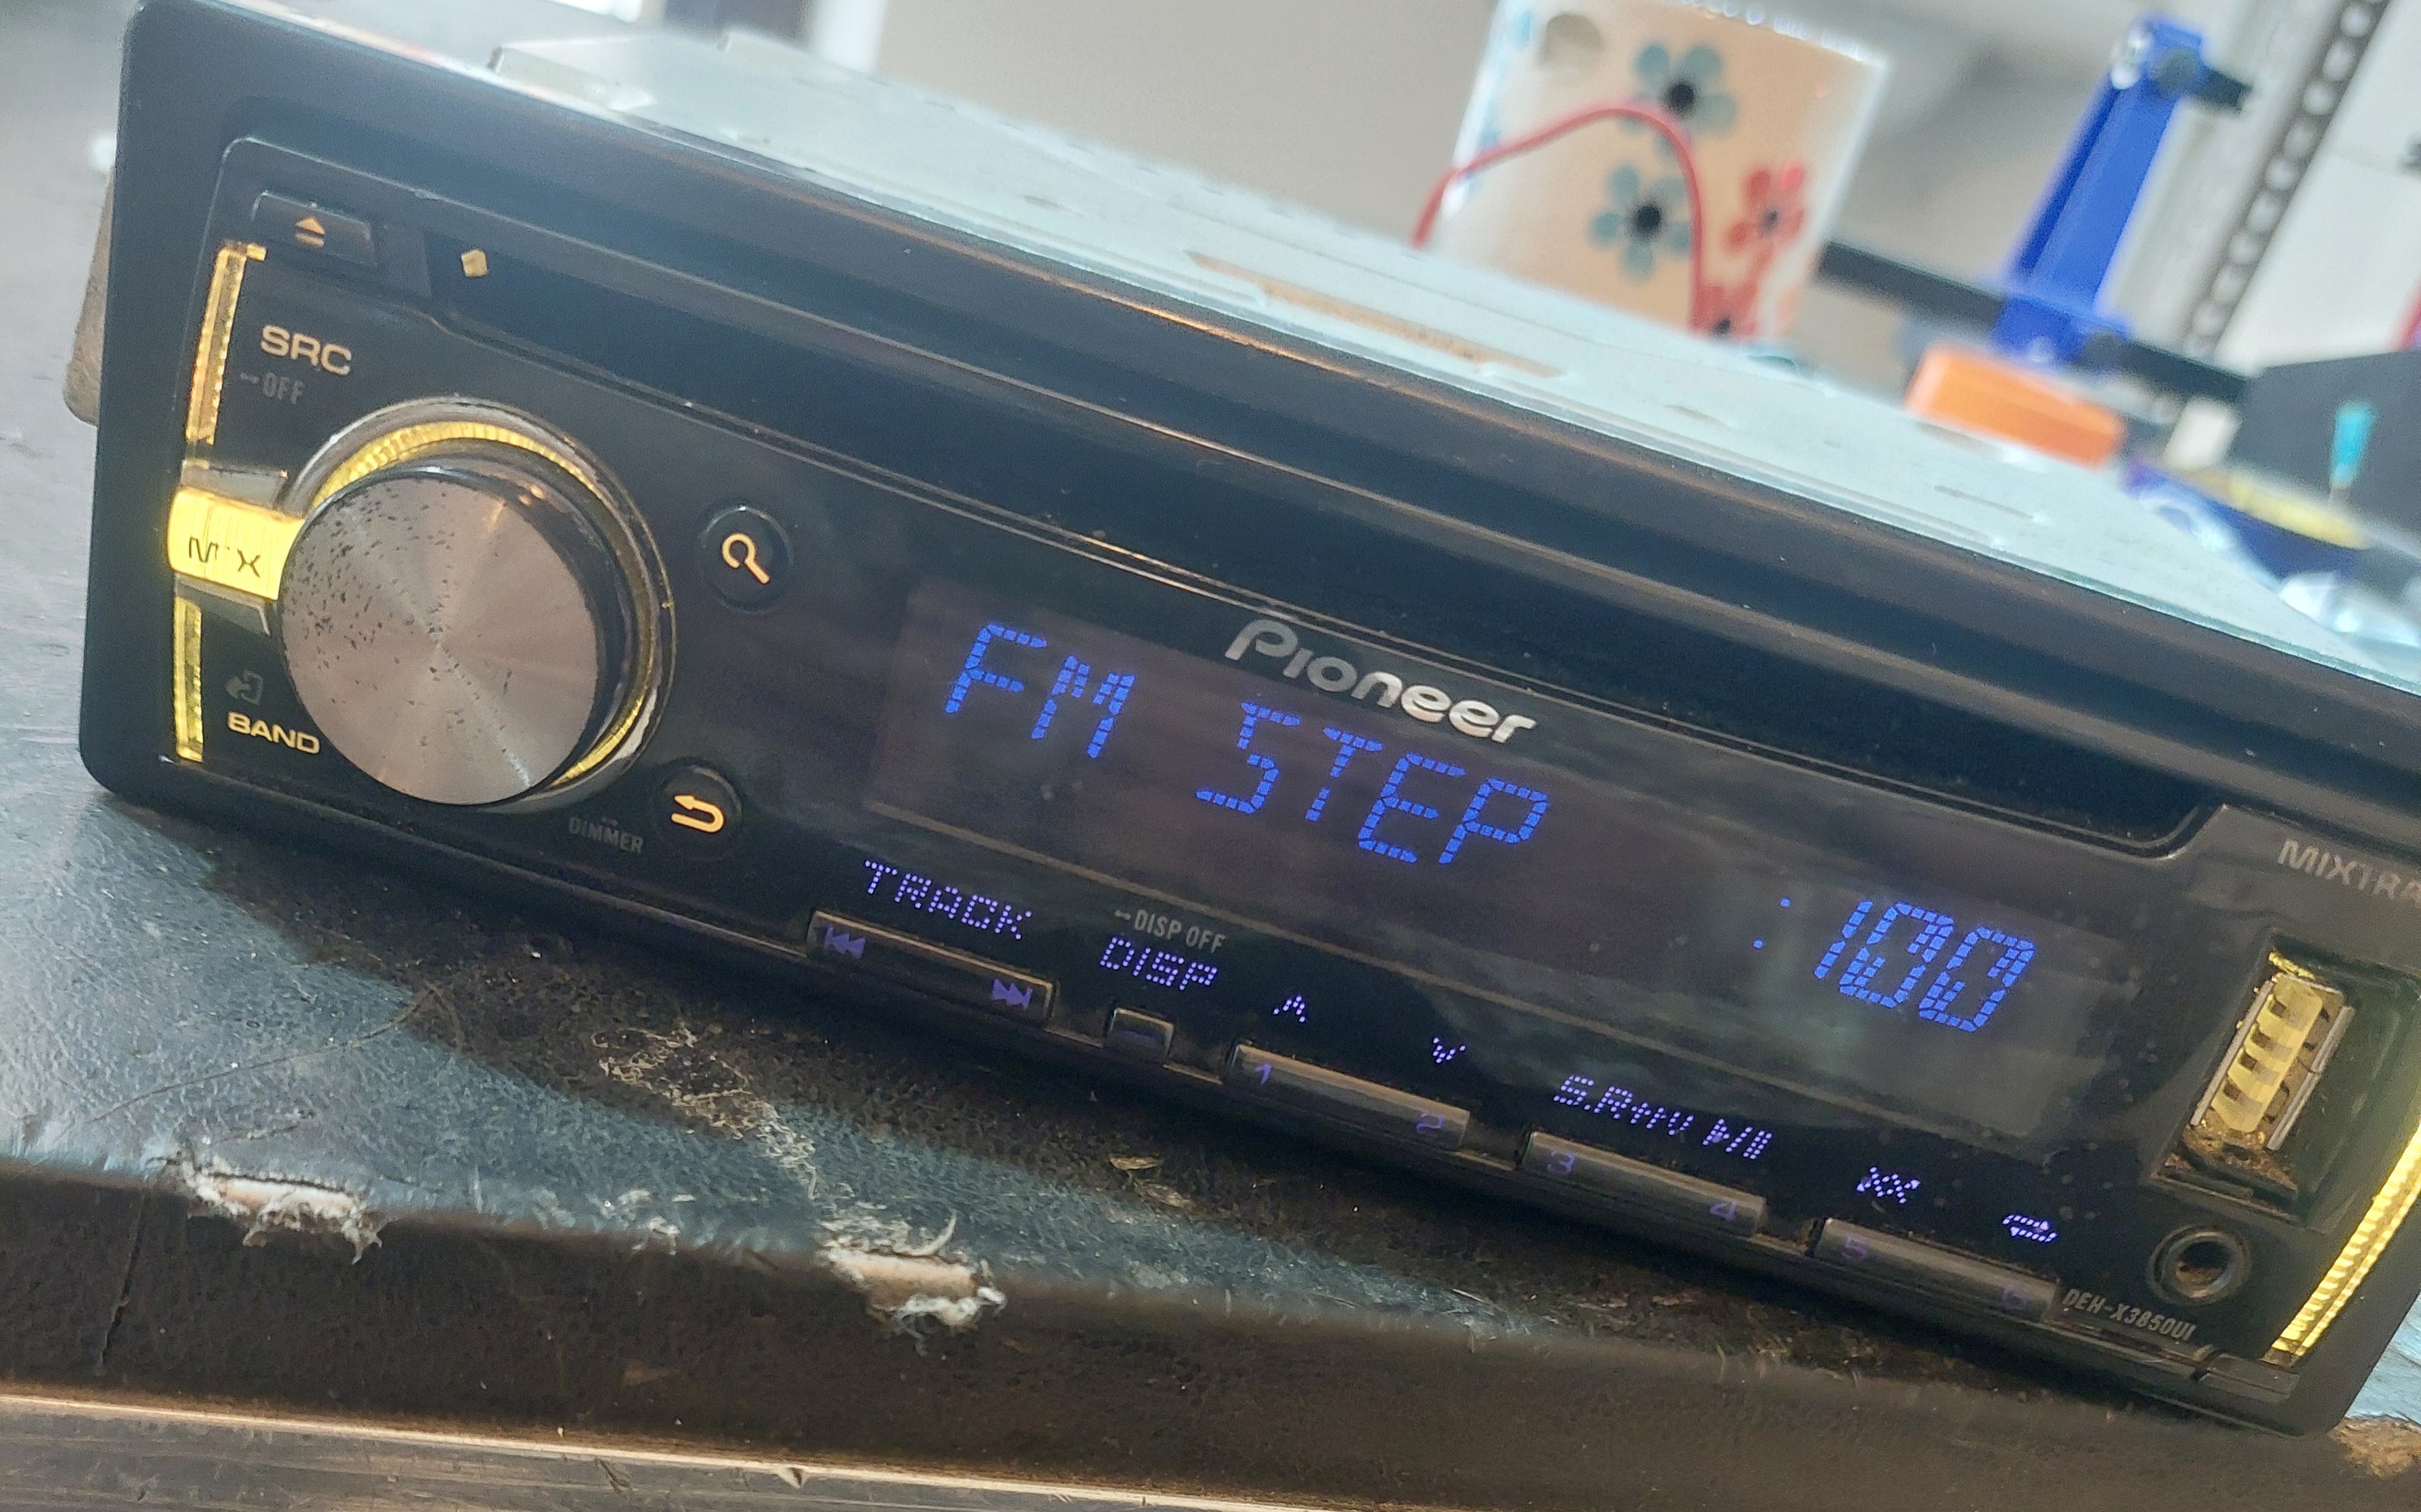 SRC
OFF
MIX
BAND
DIMMER
Pioneer
FM STEP :100
TRACK
DISP OFF
DISP
1
2
3
4
5
6
MIXTRA
DEH-X3850UI